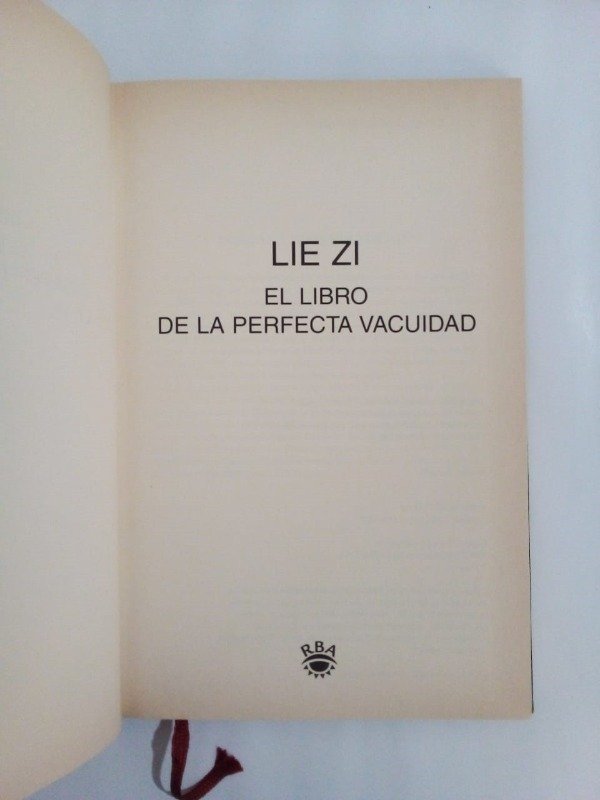 LIE ZI
EL LIBRO
DE LA PERFECTA VACUIDAD
RBA